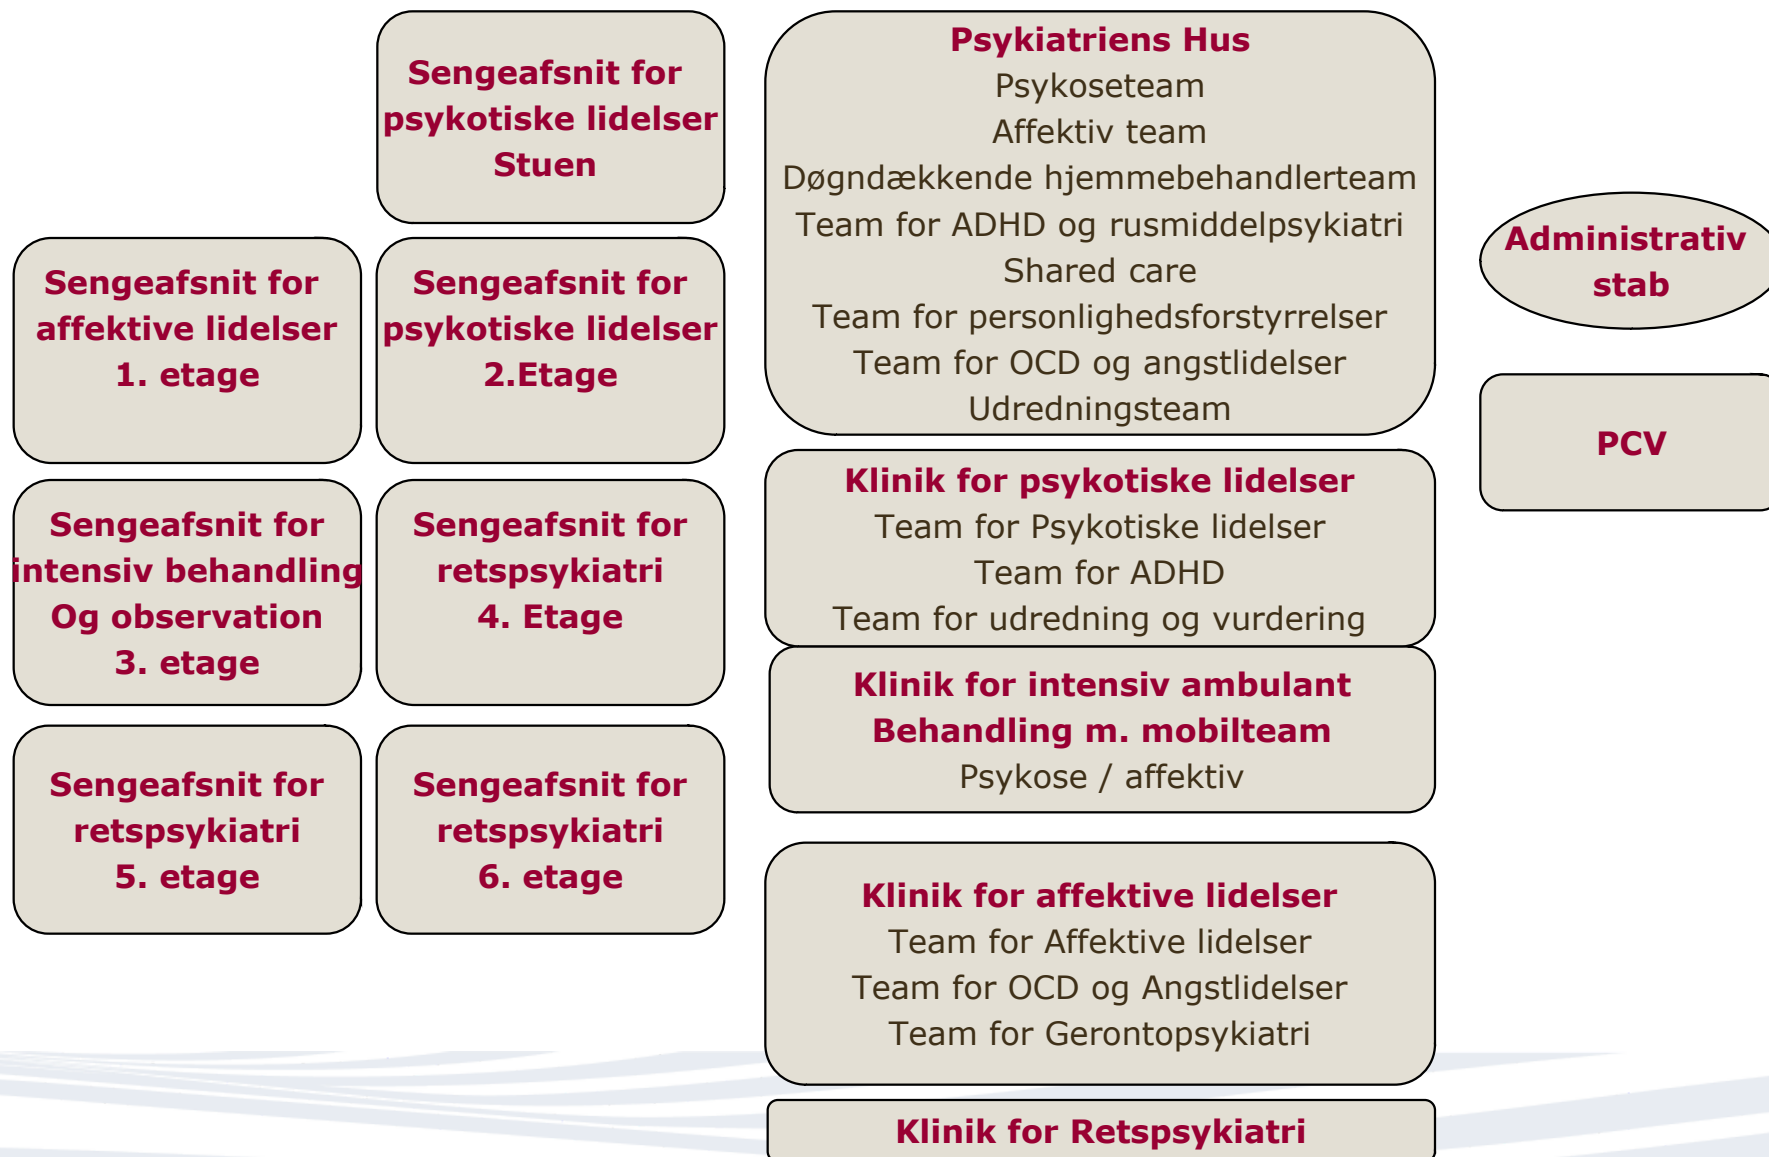 Sengeafsnit for
psykotiske lidelser
Stuen
Sengeafsnit for
affektive lidelser
1. etage
Sengeafsnit for
psykotiske lidelser
2.Etage
Sengeafsnit for
intensiv behandling
Og observation
3. etage
Sengeafsnit for
retspsykiatri
4. Etage
Sengeafsnit for
retspsykiatri
5. etage
Sengeafsnit for
retspsykiatri
6. etage
Psykiatriens Hus
Psykoseteam
Affektiv team
Døgndækkende hjemmebehandlerteam
Team for ADHD og rusmiddelpsykiatri
Shared care
Team for personlighedsforstyrrelser
Team for OCD og angstlidelser
Udredningsteam
Klinik for psykotiske lidelser
Team for Psykotiske lidelser
Team for ADHD
Team for udredning og vurdering
Klinik for intensiv ambulant
Behandling m. mobilteam
Psykose / affektiv
Klinik for affektive lidelser
Team for Affektive lidelser
Team for OCD og Angstlidelser
Team for Gerontopsykiatri
Klinik for Retspsykiatri
Administrativ
stab
PCV